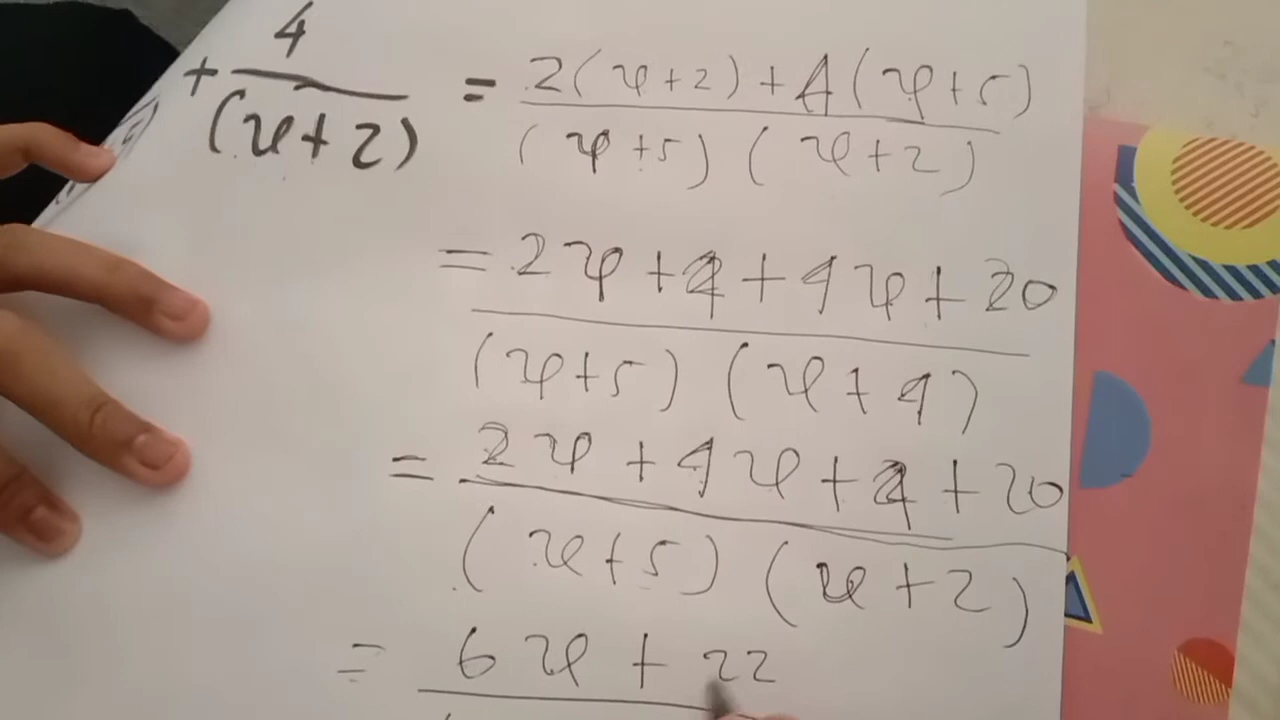 + 4/(x+2) = 2(x+2)+4(x+5)
(x+5)(x+2)
= 2x+4+4x+20
(x+5)(x+4)
= 2x+4x+4+20
(x+5)(x+2)
= 6x+22